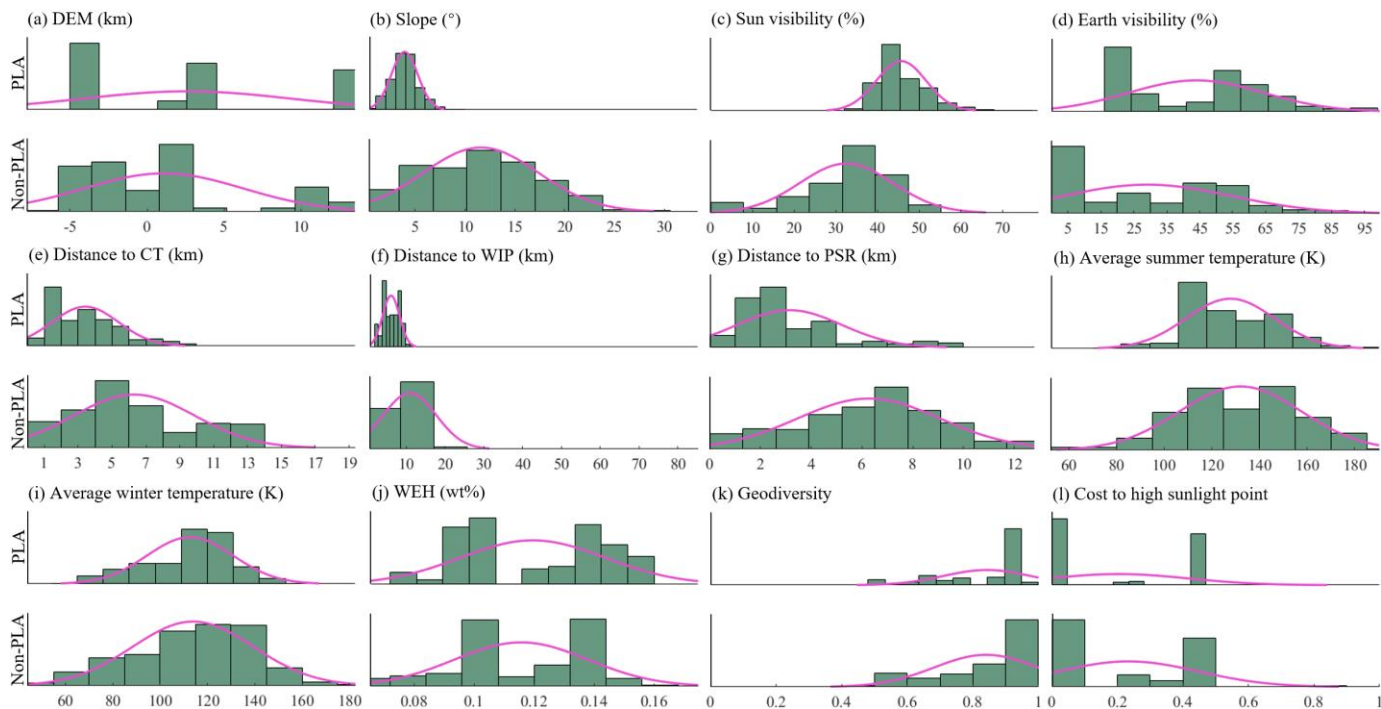 (a) DEM (km)
(b) Slope (°)
(c) Sun visibility (%)
(d) Earth visibility (%)
PLA
Non-PLA
-5 0 5 10
5 10 15 20 25 30
0 10 20 30 40 50 60 70
5 15 25 35 45 55 65 75 85 95
(e) Distance to CT (km)
(f) Distance to WIP (km)
(g) Distance to PSR (km)
(h) Average summer temperature (K)
PLA
Non-PLA
1 3 5 7 9 11 13 15 17 19
10 20 30 40 50 60 70 80
0 2 4 6 8 10 12
60 80 100 120 140 160 180
(i) Average winter temperature (K)
(j) WEH (wt%)
(k) Geodiversity
(l) Cost to high sunlight point
PLA
Non-PLA
60 80 100 120 140 160 180
0.08 0.1 0.12 0.14 0.16
0 0.2 0.4 0.6 0.8 1
0 0.2 0.4 0.6 0.8 1